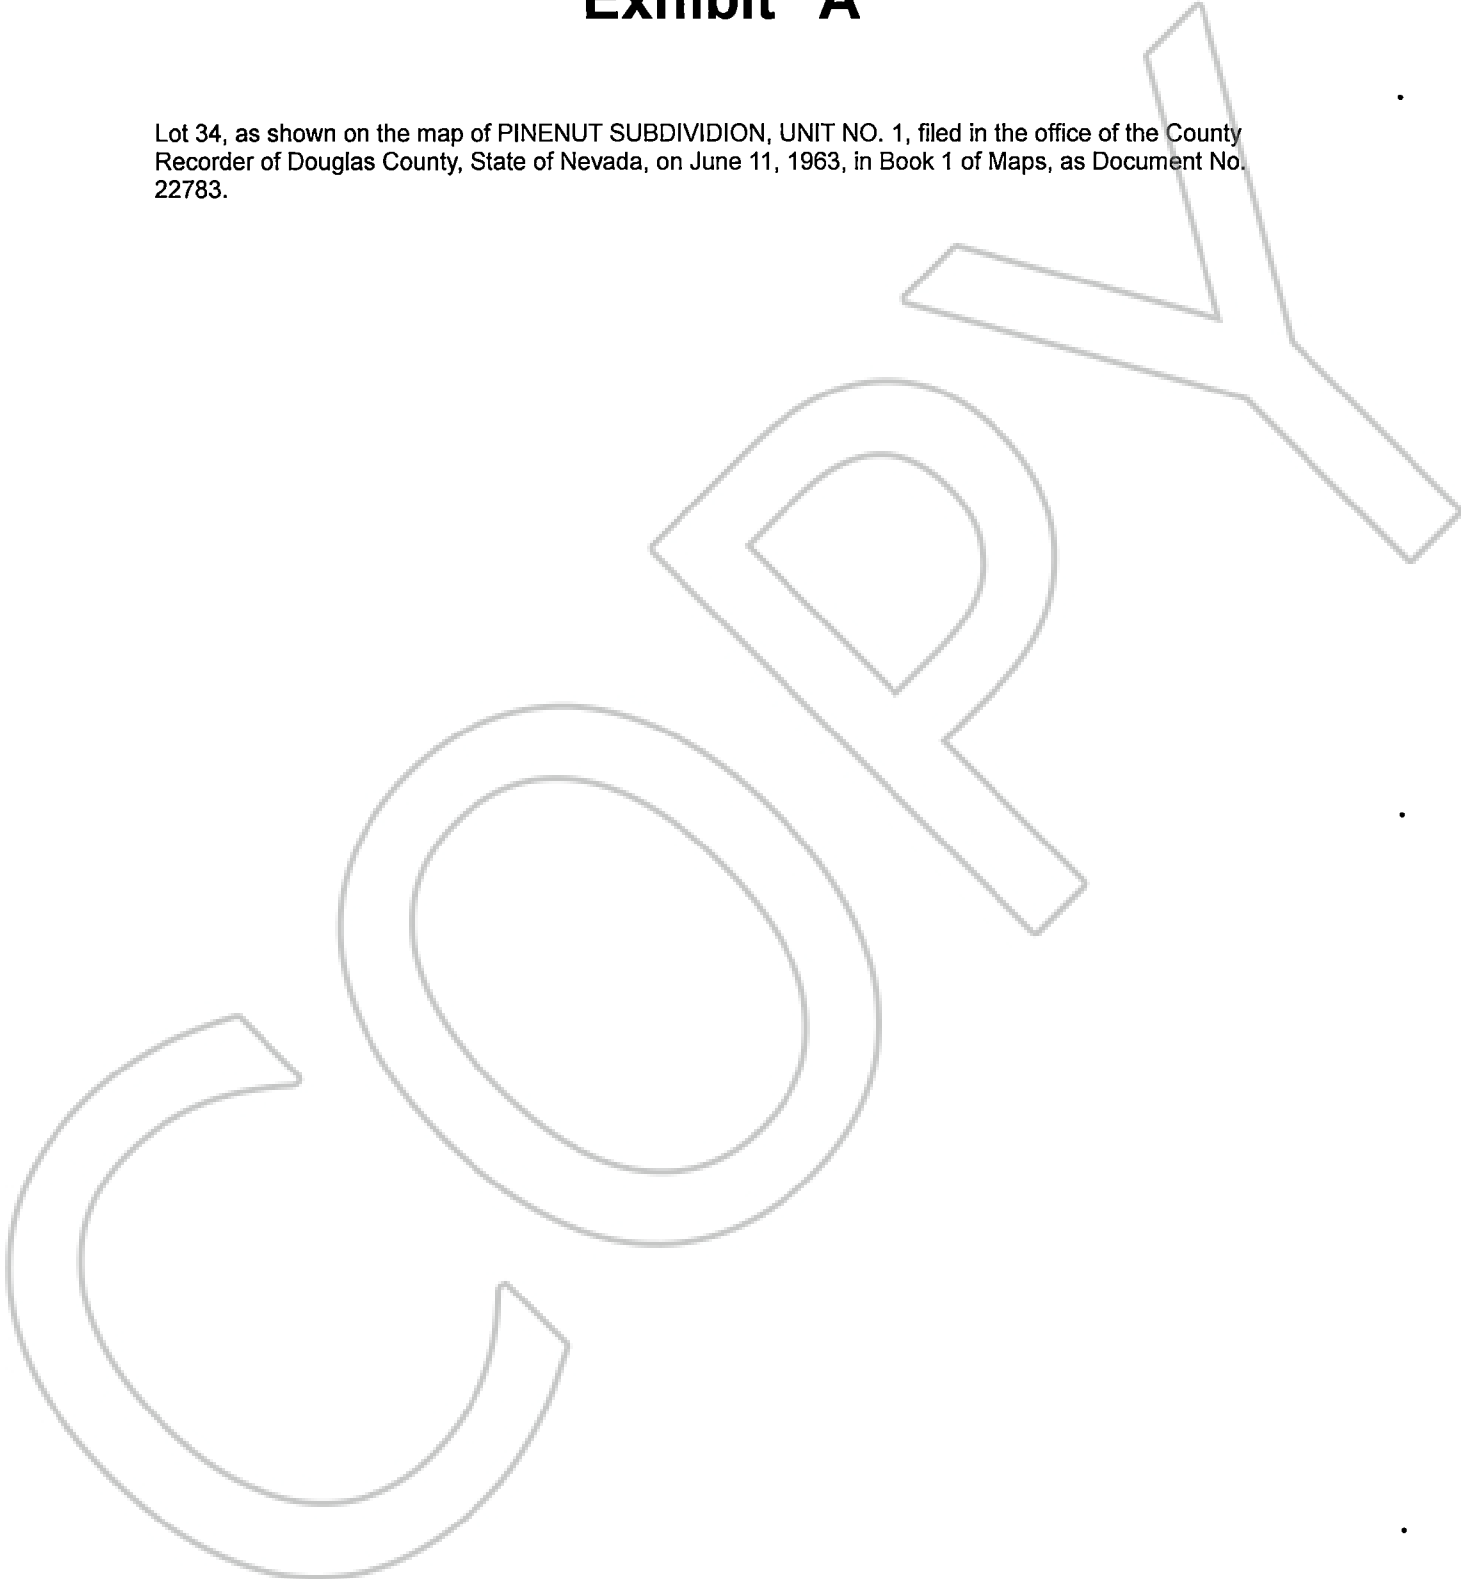 Exhibit "A"
Lot 34, as shown on the map of PINENUT SUBDIVIDION, UNIT NO. 1, filed in the office of the County
Recorder of Douglas County, State of Nevada, on June 11, 1963, in Book 1 of Maps, as Document No.
22783.
COPY